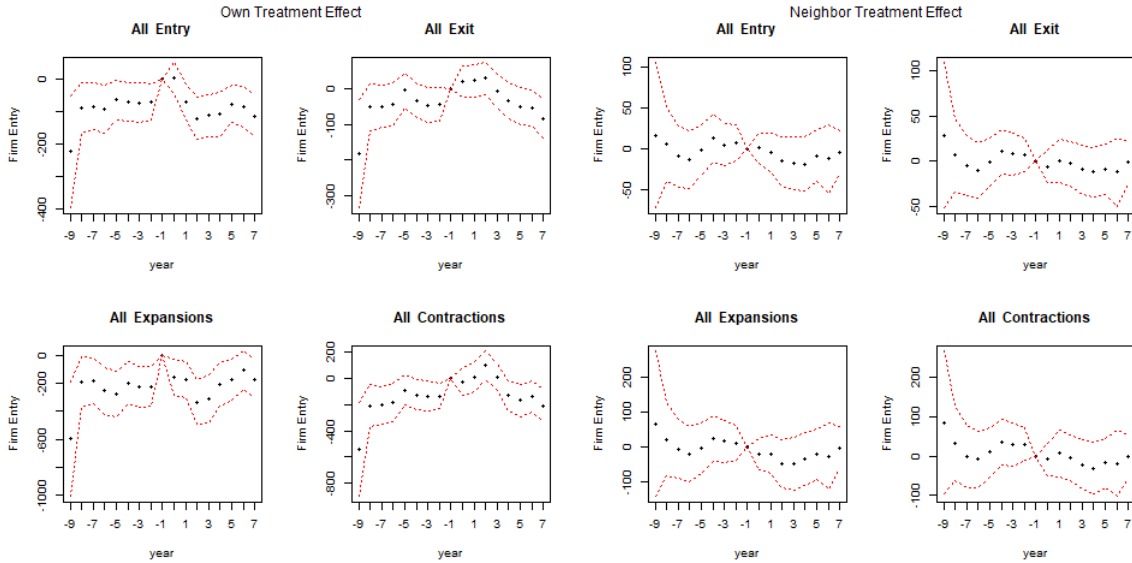 Own Treatment Effect
Neighbor Treatment Effect
All Entry
All Exit
All Entry
All Exit
Firm Entry
0
-200
-400
-9 -7 -5 -3 -1 1 3 5 7
year
Firm Entry
0
-100
-300
-9 -7 -5 -3 -1 1 3 5 7
year
Firm Entry
100
50
0
-50
-9 -7 -5 -3 -1 1 3 5 7
year
Firm Entry
100
50
0
-50
-9 -7 -5 -3 -1 1 3 5 7
year
All Expansions
All Contractions
All Expansions
All Contractions
Firm Entry
0
-200
-600
-1000
-9 -7 -5 -3 -1 1 3 5 7
year
Firm Entry
200
0
-400
-800
-9 -7 -5 -3 -1 1 3 5 7
year
Firm Entry
200
100
0
-100
-9 -7 -5 -3 -1 1 3 5 7
year
Firm Entry
200
100
0
-100
-9 -7 -5 -3 -1 1 3 5 7
year